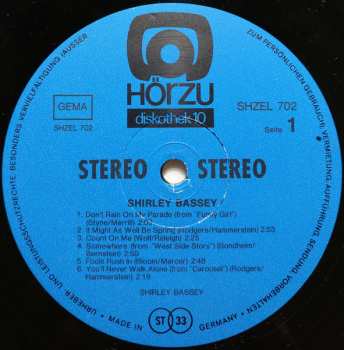 HÖRZU
diskothek·10
GEMA
SHZEL 702
SHZEL 702
Seite 1
STEREO STEREO
SHIRLEY BASSEY
1. Don't Rain On My Parade (from "Funny Girl")
(Styne/Merrill) 2:02
2. It Might As Well Be Spring (Rodgers/Hammerstein) 2:53
3. Count On Me (Wolf/Raleigh) 2:25
4. Somewhere (from "West Side Story") (Sondheim/
Bernstein) 2:50
5. Fools Rush In (Bloom/Mercer) 2:48
6. You'll Never Walk Alone (from "Carousel") (Rodgers/
Hammerstein) 2:19
SHIRLEY BASSEY
URHEBER- UND LEISTUNGSSCHUTZRECHTE, BESONDERS VERVIELFÄLTIGUNG (AUSSER
ZUM PERSÖNLICHEN GEBRAUCH), VERMIETUNG, AUFFÜHRUNG, SENDUNG, VORBEHALTEN
• MADE IN GERMANY •
ST 33